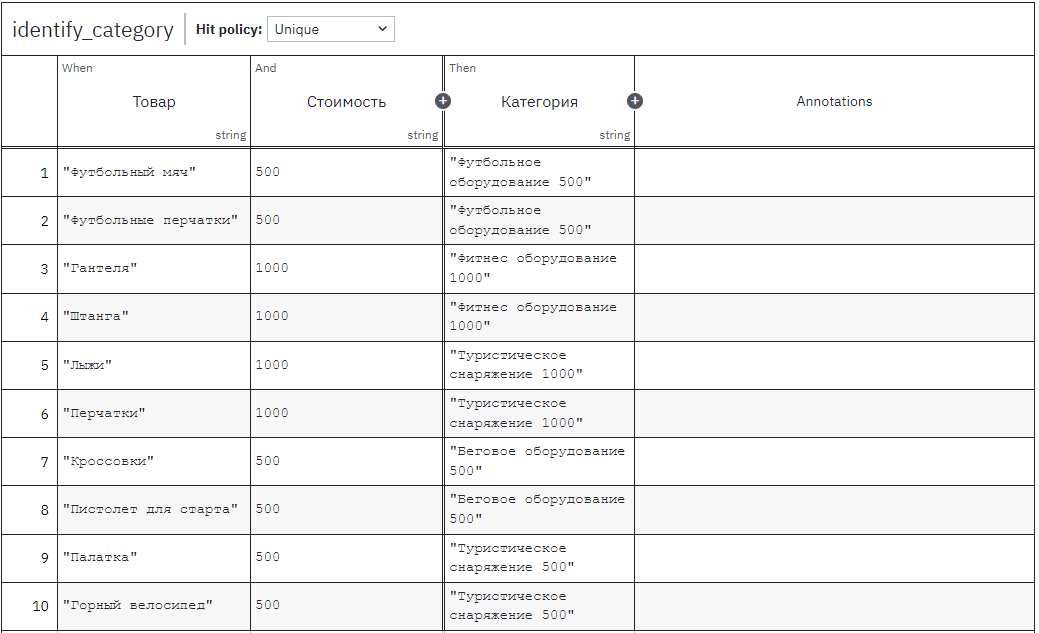 identify_category Hit policy: Unique
When And Then
Товар Стоимость Категория Annotations
string string string
1 "Футбольный мяч" 500 "Футбольное
оборудование 500"
2 "Футбольные перчатки" 500 "Футбольное
оборудование 500"
3 "Гантеля" 1000 "Фитнес оборудование
1000"
4 "Штанга" 1000 "Фитнес оборудование
1000"
5 "Лыжи" 1000 "Туристическое
снаряжение 1000"
6 "Перчатки" 1000 "Туристическое
снаряжение 1000"
7 "Кроссовки" 500 "Беговое оборудование
500"
8 "Пистолет для старта" 500 "Беговое оборудование
500"
9 "Палатка" 500 "Туристическое
снаряжение 500"
10 "Горный велосипед" 500 "Туристическое
снаряжение 500"